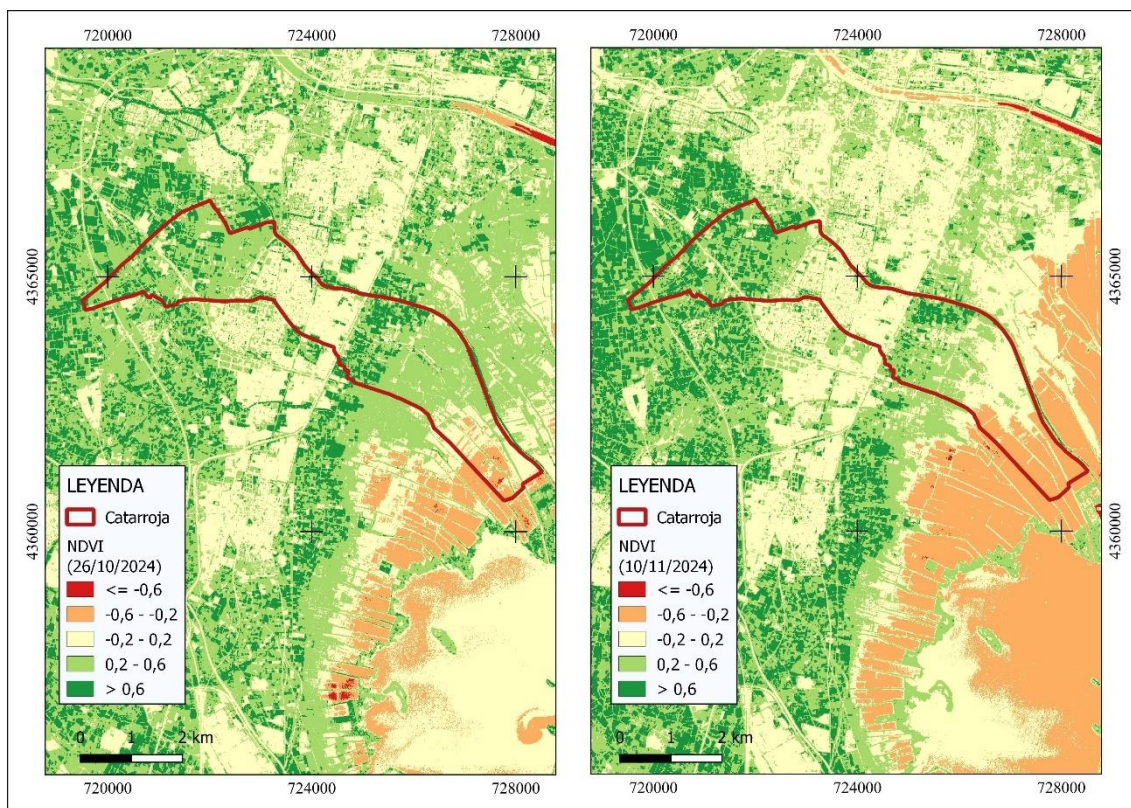 720000 724000 728000
720000 724000 728000
4365000
4360000
LEYENDA
Catarroja
NDVI
(26/10/2024)
<= -0,6
-0,6 - -0,2
-0,2 - 0,2
0,2 - 0,6
> 0,6
0 1 2 km
720000 724000 728000
LEYENDA
Catarroja
NDVI
(10/11/2024)
<= -0,6
-0,6 - -0,2
-0,2 - 0,2
0,2 - 0,6
> 0,6
0 1 2 km
720000 724000 728000
4365000
4360000